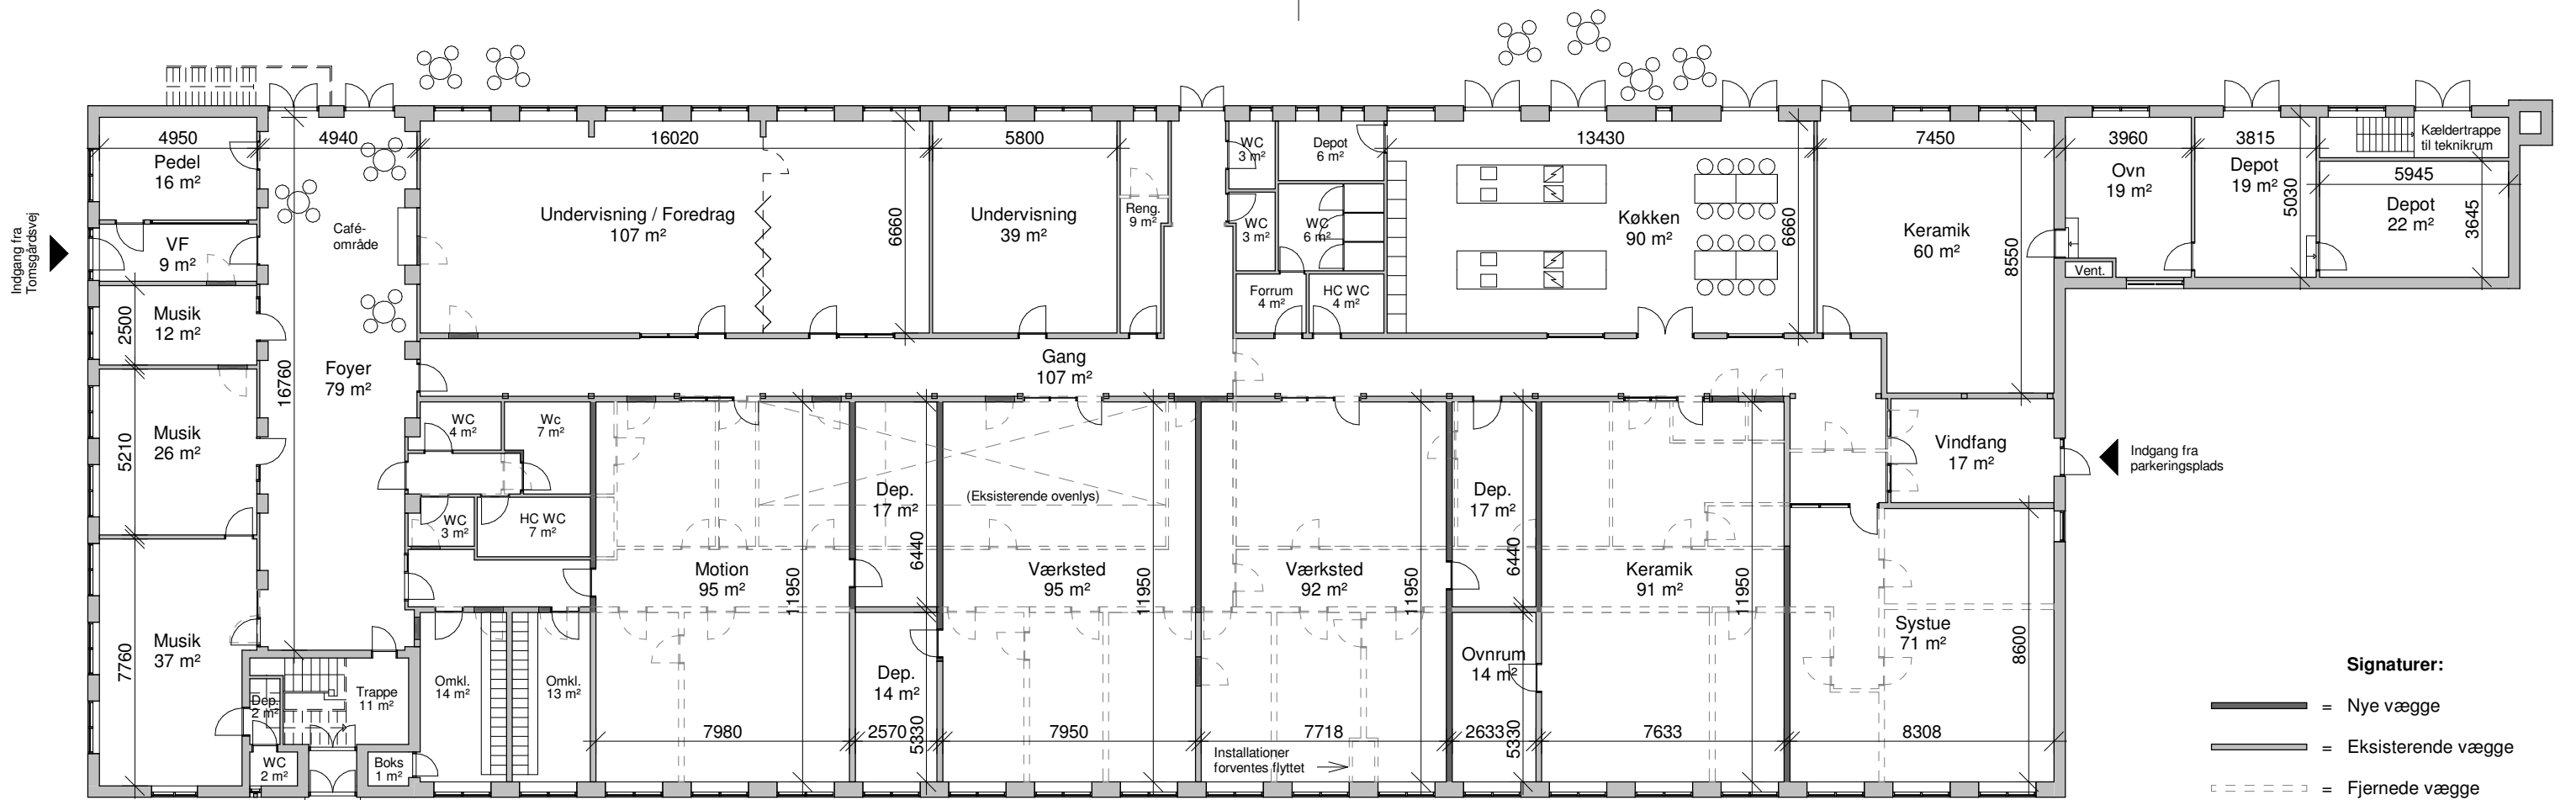 4950
4940
16020
5800
13430
7450
3960
3815
Kældertrappe
til teknikrum
Pedel
16 m²
WC
3 m²
Depot
6 m²
Ovn
19 m²
Depot
19 m²
5030
5945
Depot
22 m²
3645
Indgang fra
Tomsgårdsvej
VF
9 m²
Café-
område
Undervisning / Foredrag
107 m²
6660
Undervisning
39 m²
Reng.
9 m²
WC
3 m²
WC
6 m²
Køkken
90 m²
6660
Keramik
60 m²
8550
Vent.
Forrum
4 m²
HC WC
4 m²
2500
Musik
12 m²
16760
Foyer
79 m²
Gang
107 m²
5210
Musik
26 m²
WC
4 m²
Wc
7 m²
Vindfang
17 m²
Indgang fra
parkeringsplads
Dep.
17 m²
(Eksisterende ovenlys)
Dep.
17 m²
WC
3 m²
HC WC
7 m²
6440
6440
Motion
95 m²
11950
Værksted
95 m²
11950
Værksted
92 m²
11950
Keramik
91 m²
11950
7760
Musik
37 m²
Systue
71 m²
8600
Ovnrum
14 m²
Dep.
14 m²
Omkl.
14 m²
Omkl.
13 m²
Trappe
11 m²
Dep.
2 m²
7980
2570
5330
7950
7718
2633
5330
7633
8308
Installationer
forventes flyttet
WC
2 m²
Boks
1 m²
Signaturer:
= Nye vægge
= Eksisterende vægge
= Fjernede vægge